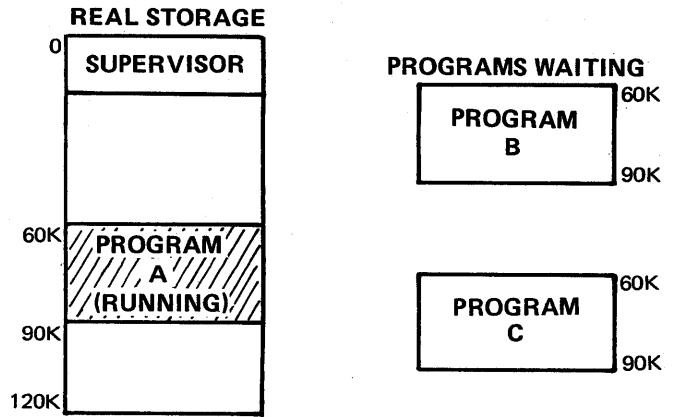 REAL STORAGE
0
SUPERVISOR
60K
PROGRAM
A
(RUNNING)
90K
120K
PROGRAMS WAITING
60K
PROGRAM
B
90K
60K
PROGRAM
C
90K